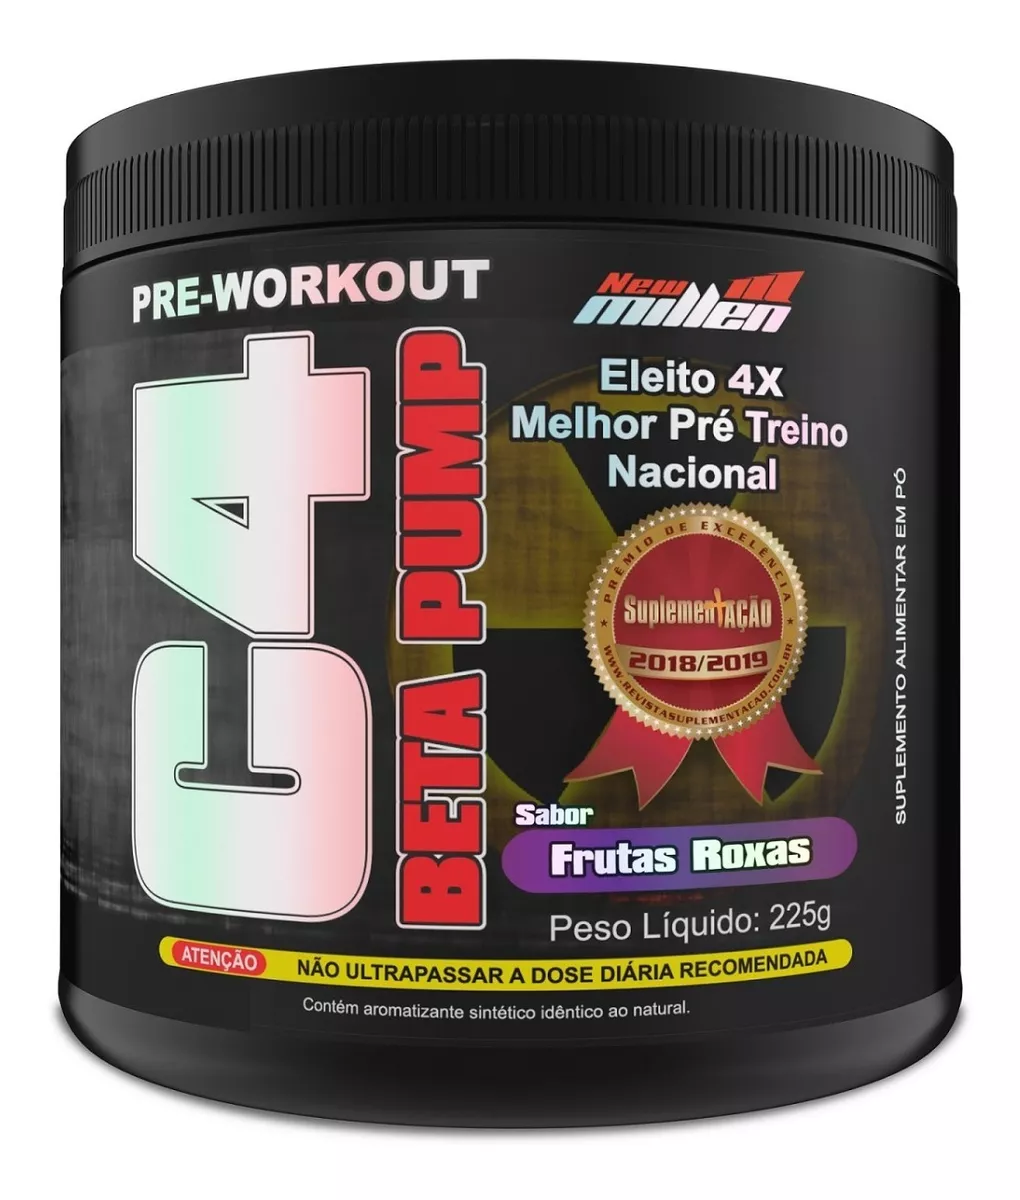 PRE-WORKOUT
C4
BETA PUMP
New
millen
Eleito 4X
Melhor Pré Treino
Nacional
PRÊMIO DE EXCELÊNCIA
SuplementAÇÃO
2018/2019
WWW.REVISTASUPLEMENTACAO.COM.BR
SUPLEMENTO ALIMENTAR EM PÓ
Sabor
Frutas Roxas
Peso Líquido: 225g
ATENÇÃO
NÃO ULTRAPASSAR A DOSE DIÁRIA RECOMENDADA
Contém aromatizante sintético idêntico ao natural.